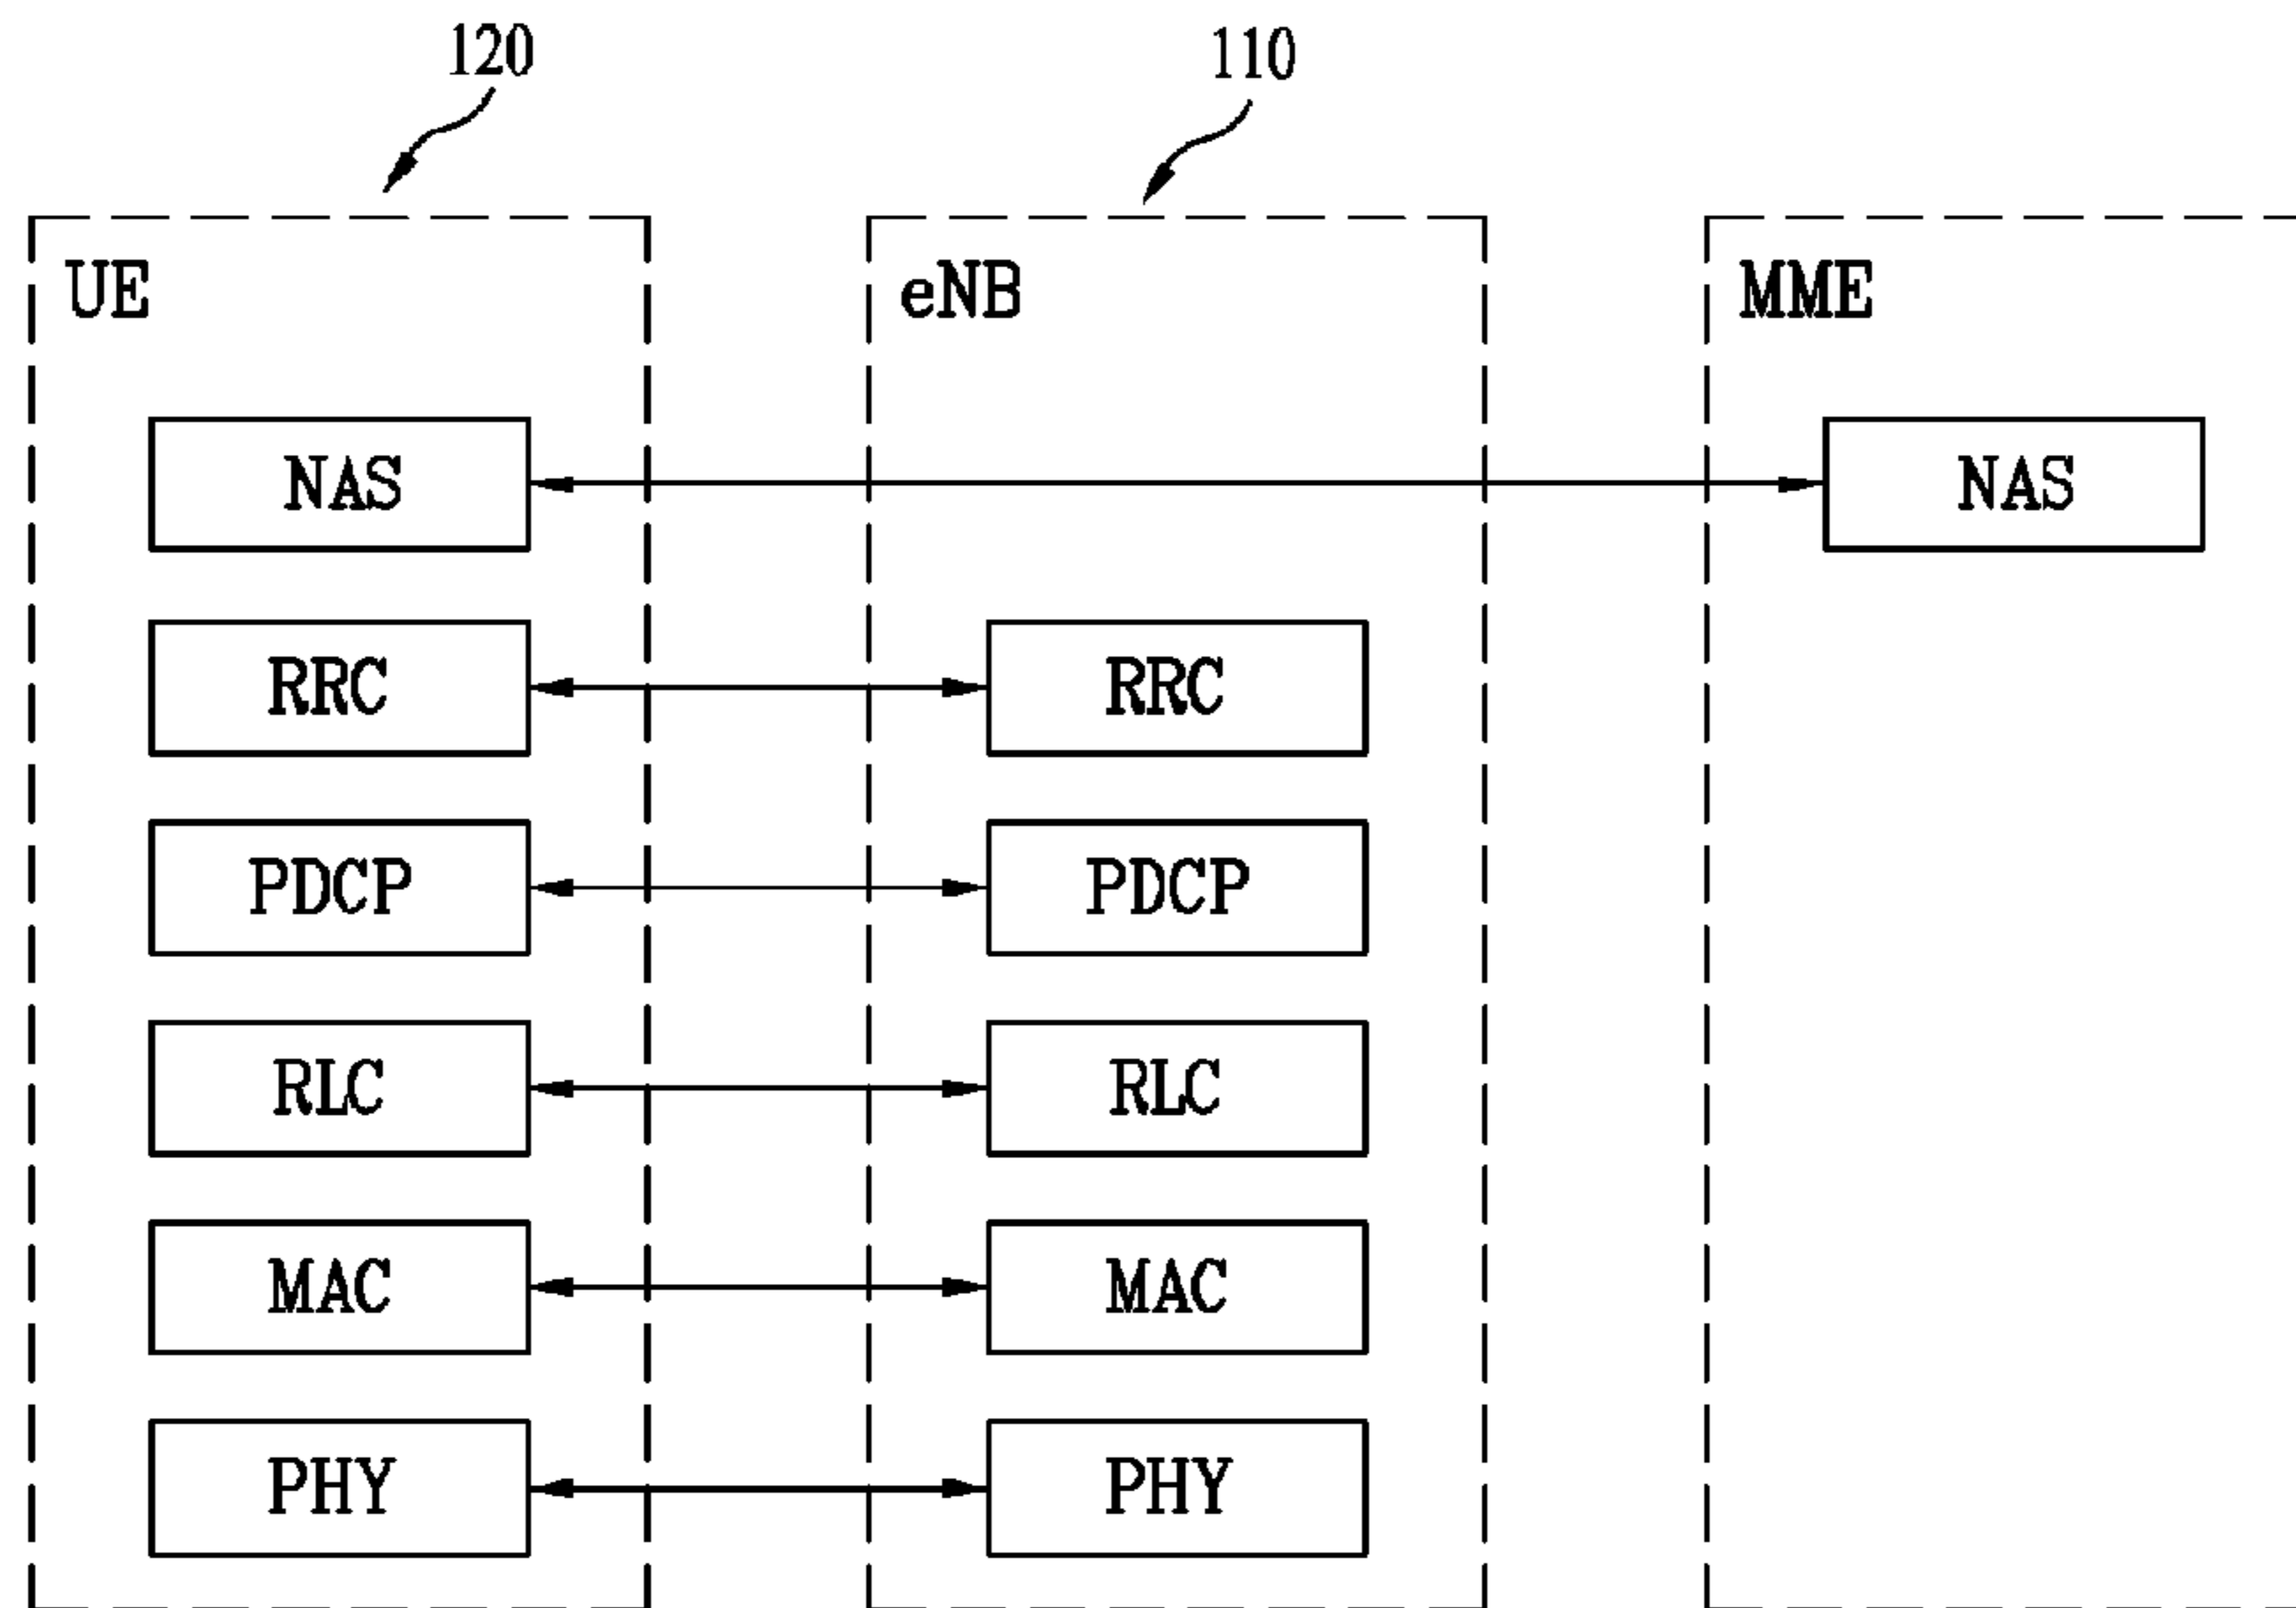 120 110
UE eNB MME
NAS NAS
RRC RRC
PDCP PDCP
RLC RLC
MAC MAC
PHY PHY